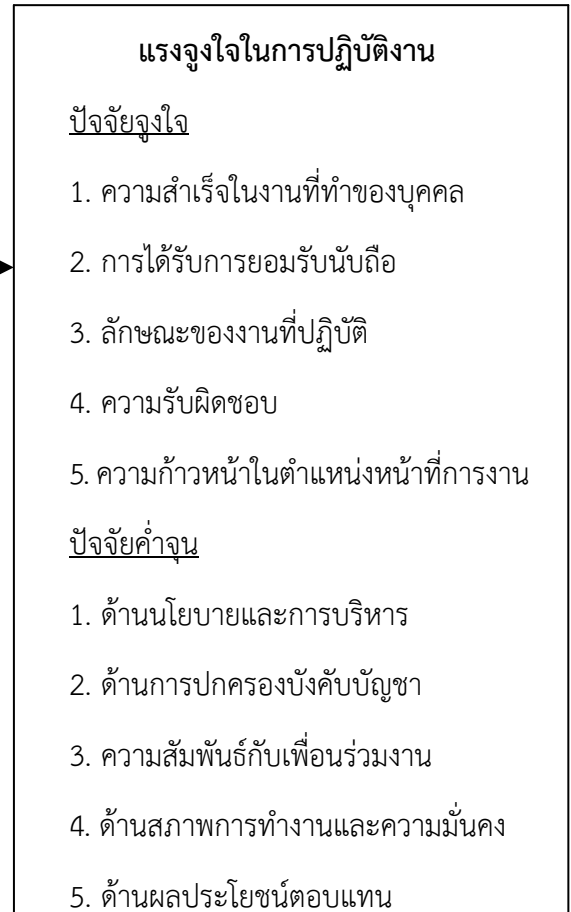 แรงจูงใจในการปฏิบัติงาน
ปัจจัยจูงใจ
1. ความสำเร็จในงานที่ทำของบุคคล
2. การได้รับการยอมรับนับถือ
3. ลักษณะของงานที่ปฏิบัติ
4. ความรับผิดชอบ
5. ความก้าวหน้าในตำแหน่งหน้าที่การงาน
ปัจจัยค่ำจุน
1. ด้านนโยบายและการบริหาร
2. ด้านการปกครองบังคับบัญชา
3. ความสัมพันธ์กับเพื่อนร่วมงาน
4. ด้านสภาพการทำงานและความมั่นคง
5. ด้านผลประโยชน์ตอบแทน